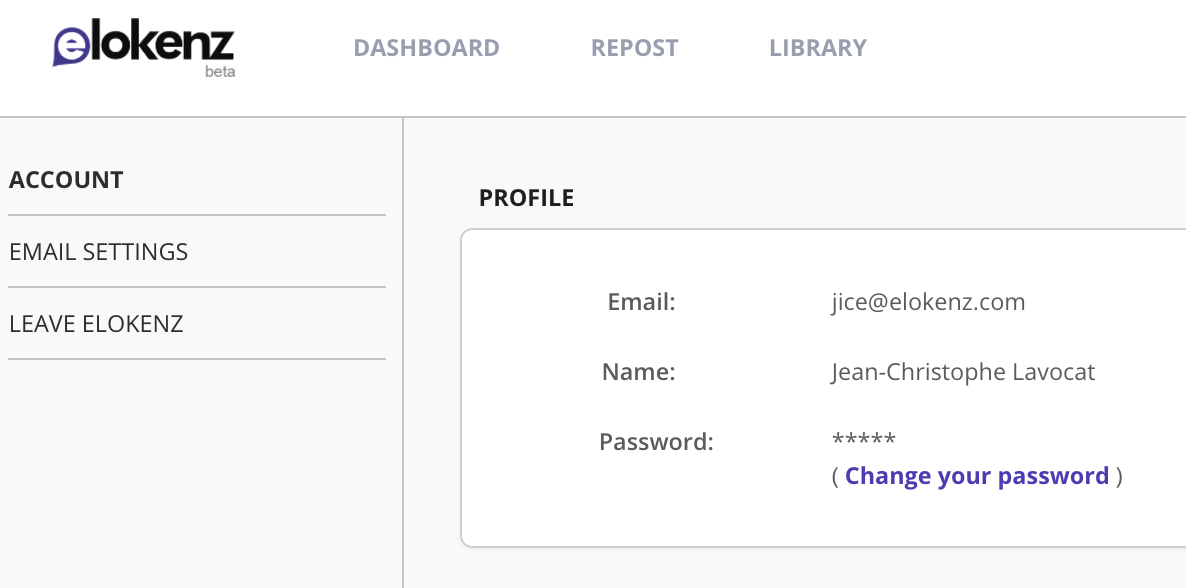 elokenz
beta
DASHBOARD REPOST LIBRARY
ACCOUNT
EMAIL SETTINGS
LEAVE ELOKENZ
PROFILE
Email: jice@elokenz.com
Name: Jean-Christophe Lavocat
Password: *****
( Change your password )